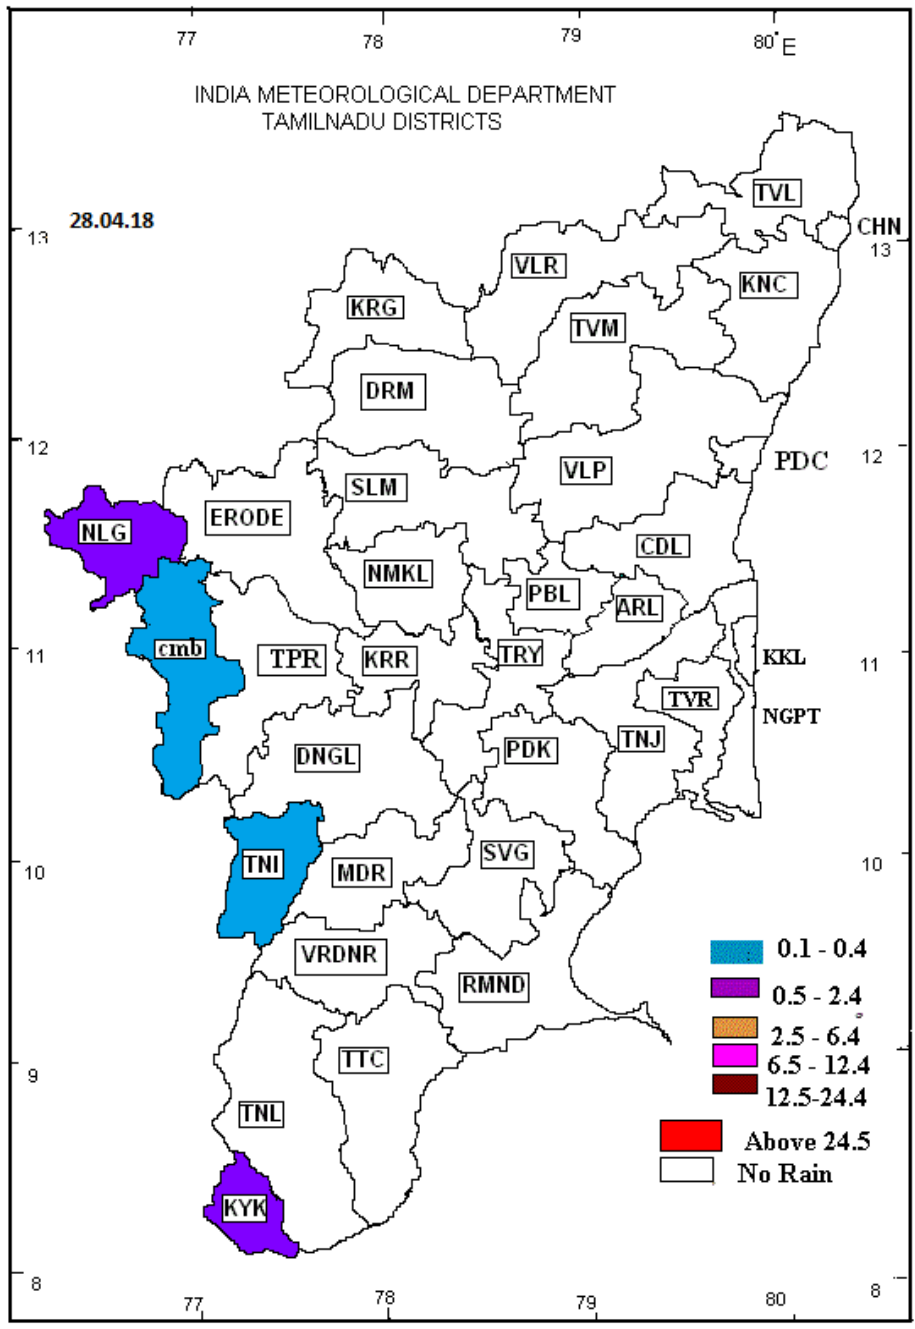 77 78 79 80° E
INDIA METEOROLOGICAL DEPARTMENT
TAMILNADU DISTRICTS
28.04.18
TVL
CHN
13 13
VLR
KNC
KRG
TVM
DRM
12 12
PDC
VLP
SLM
ERODE
NLG
CDL
NMKL
PBL
ARL
cmb
TPR
KRR
TRY
11 11
KKL
TVR
NGPT
TNJ
PDK
DNGL
SVG
TNI
MDR
10 10
VRDNR
RMND
0.1 - 0.4
0.5 - 2.4
2.5 - 6.4
6.5 - 12.4
12.5-24.4
Above 24.5
No Rain
TTC
9 9
TNL
KYK
8 8
77 78 79 80